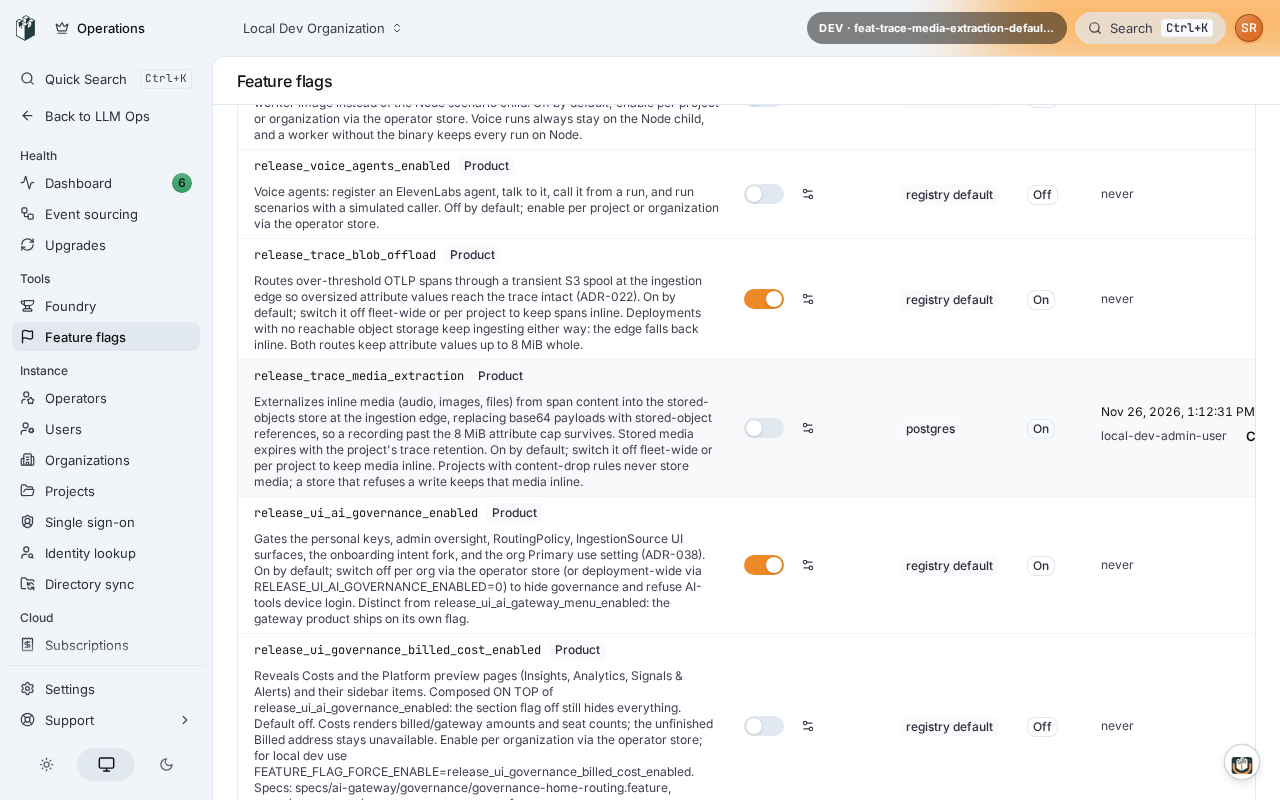 Operations
Local Dev Organization
DEV · feat-trace-media-extraction-defaul...
Search Ctrl+K
SR
Quick Search Ctrl+K
Back to LLM Ops
Health
Dashboard 6
Event sourcing
Upgrades
Tools
Foundry
Feature flags
Instance
Operators
Users
Organizations
Projects
Single sign-on
Identity lookup
Directory sync
Cloud
Subscriptions
Settings
Support
Feature flags
worker image instead of the Node scenario child. Off by default; enable per project
or organization via the operator store. Voice runs always stay on the Node child,
and a worker without the binary keeps every run on Node.
release_voice_agents_enabled Product
Voice agents: register an ElevenLabs agent, talk to it, call it from a run, and run
scenarios with a simulated caller. Off by default; enable per project or organization
via the operator store.
registry default Off never
release_trace_blob_offload Product
Routes over-threshold OTLP spans through a transient S3 spool at the ingestion
edge so oversized attribute values reach the trace intact (ADR-022). On by
default; switch it off fleet-wide or per project to keep spans inline. Deployments
with no reachable object storage keep ingesting either way: the edge falls back
inline. Both routes keep attribute values up to 8 MiB whole.
registry default On never
release_trace_media_extraction Product
Externalizes inline media (audio, images, files) from span content into the stored-
objects store at the ingestion edge, replacing base64 payloads with stored-object
references, so a recording past the 8 MiB attribute cap survives. Stored media
expires with the project's trace retention. On by default; switch it off fleet-wide or
per project to keep media inline. Projects with content-drop rules never store
media; a store that refuses a write keeps that media inline.
postgres On
Nov 26, 2026, 1:12:31 PM
local-dev-admin-user C
release_ui_ai_governance_enabled Product
Gates the personal keys, admin oversight, RoutingPolicy, IngestionSource UI
surfaces, the onboarding intent fork, and the org Primary use setting (ADR-038).
On by default; switch off per org via the operator store (or deployment-wide via
RELEASE_UI_AI_GOVERNANCE_ENABLED=0) to hide governance and refuse AI-
tools device login. Distinct from release_ui_ai_gateway_menu_enabled: the
gateway product ships on its own flag.
registry default On never
release_ui_governance_billed_cost_enabled Product
Reveals Costs and the Platform preview pages (Insights, Analytics, Signals &
Alerts) and their sidebar items. Composed ON TOP of
release_ui_ai_governance_enabled: the section flag off still hides everything.
Default off. Costs renders billed/gateway amounts and seat counts; the unfinished
Billed address stays unavailable. Enable per organization via the operator store;
for local dev use
FEATURE_FLAG_FORCE_ENABLE=release_ui_governance_billed_cost_enabled.
Specs: specs/ai-gateway/governance/governance-home-routing.feature,
registry default Off never